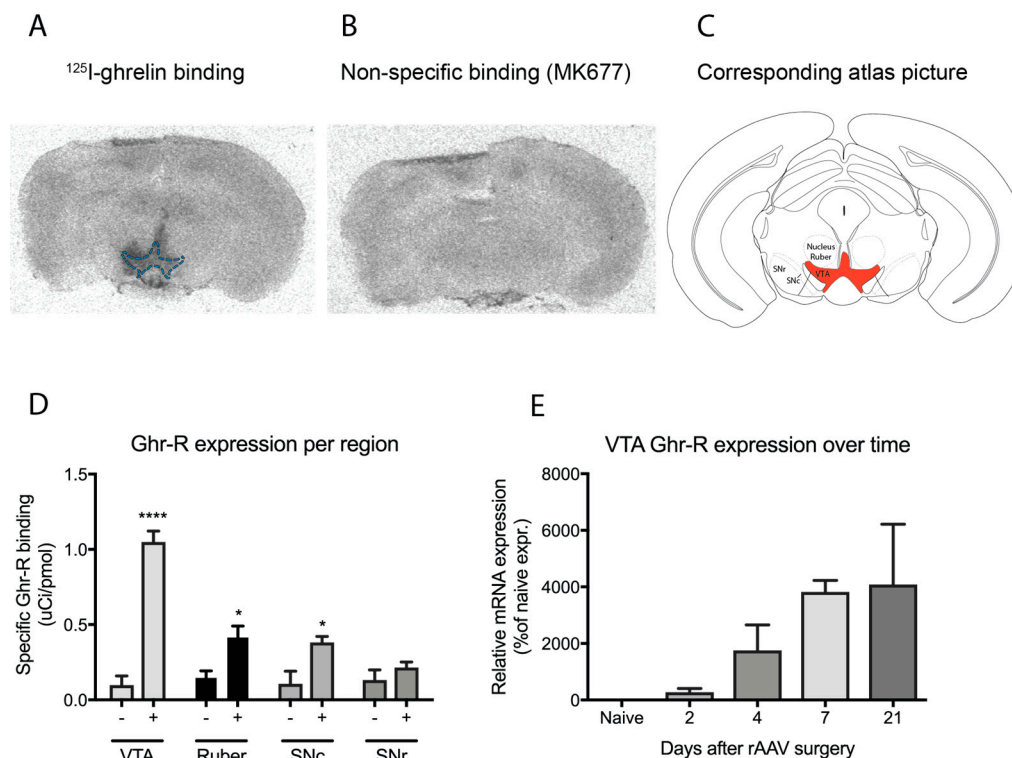 A
¹²⁵I-ghrelin binding
B
Non-specific binding (MK677)
C
Corresponding atlas picture
Nucleus
Ruber
SNr
SNc
VTA
D
Ghr-R expression per region
Specific Ghr-R binding
(uCi/pmol)
1.5
1.0
0.5
0.0
****
*
*
- + - + - + - +
VTA Ruber SNc SNr
E
VTA Ghr-R expression over time
Relative mRNA expression
(%of naive expr.)
8000
6000
4000
2000
0
Naive 2 4 7 21
Days after rAAV surgery